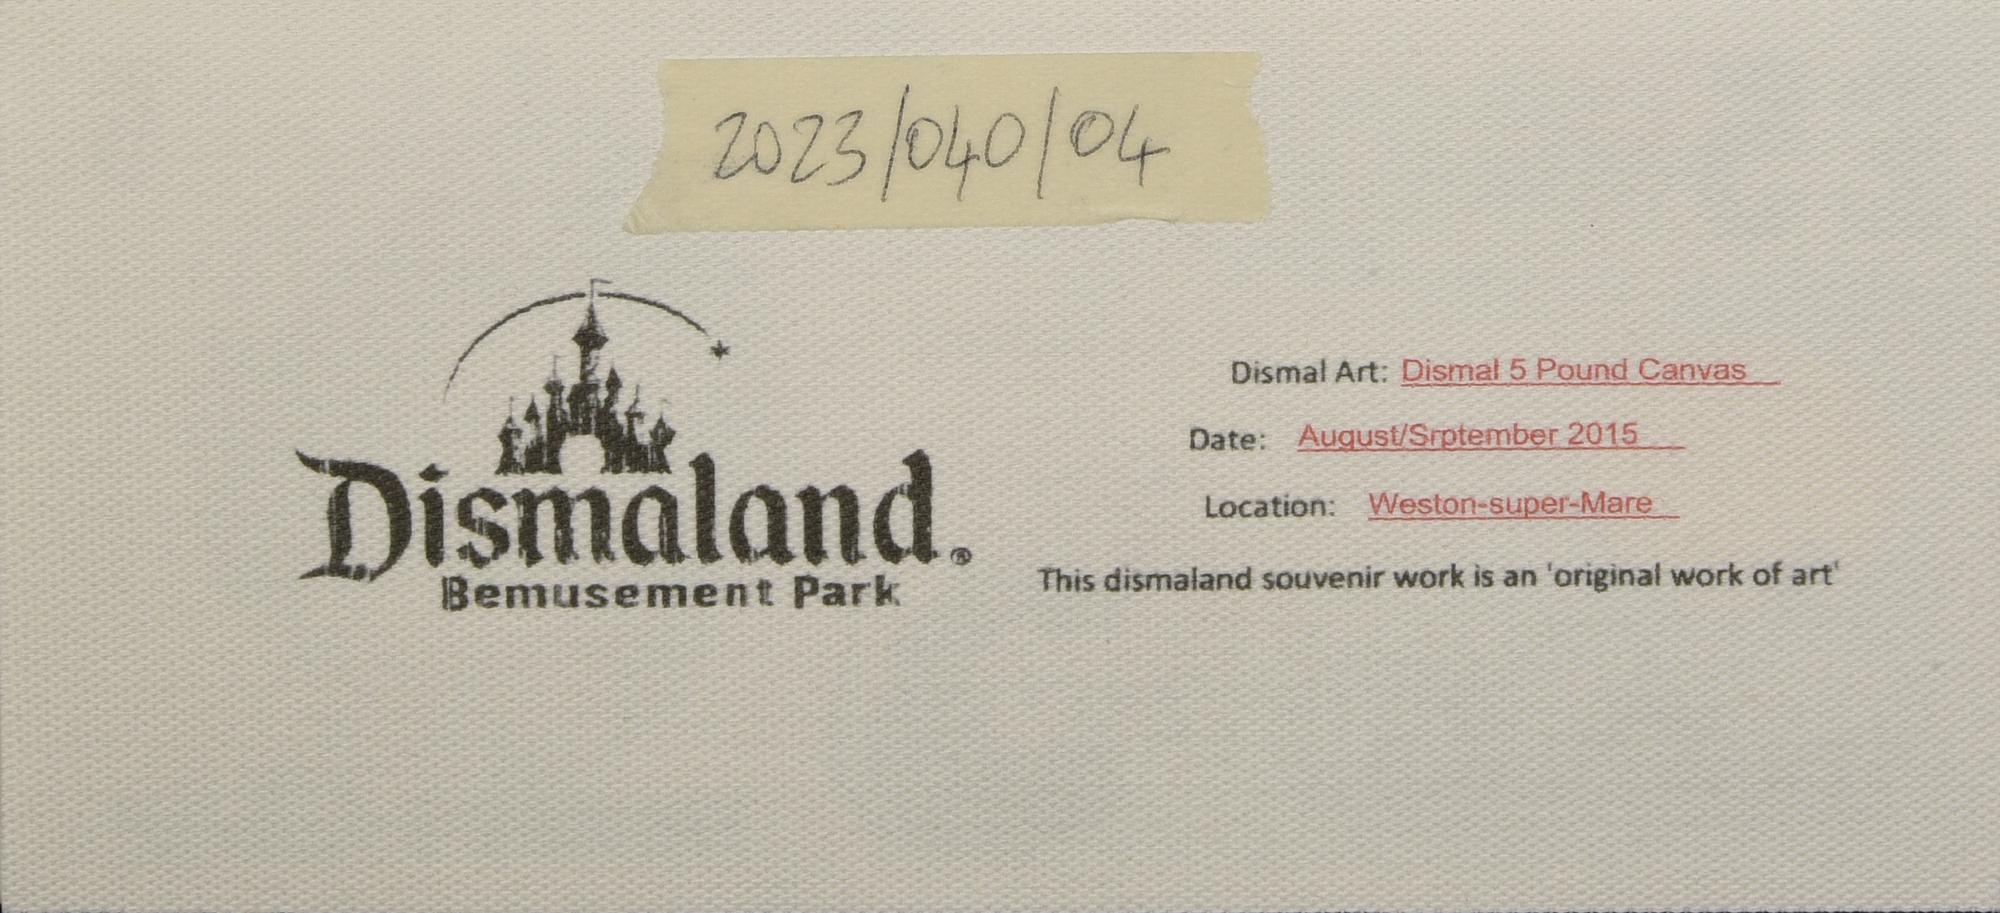 2023/040/04
Dismaland®
Bemusement Park
Dismal Art: Dismal 5 Pound Canvas
Date: August/Srptember 2015
Location: Weston-super-Mare
This dismaland souvenir work is an 'original work of art'